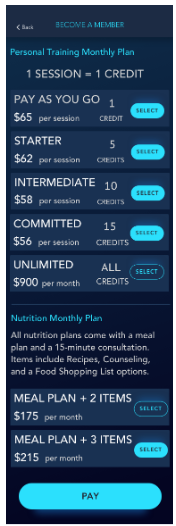 Back
BECOME A MEMBER
Personal Training Monthly Plan
1 SESSION = 1 CREDIT
PAY AS YOU GO 1
$65 per session CREDIT
SELECT
STARTER 5
$62 per session CREDITS
SELECT
INTERMEDIATE 10
$58 per session CREDITS
SELECT
COMMITTED 15
$56 per session CREDITS
SELECT
UNLIMITED ALL
$900 per month CREDITS
SELECT
Nutrition Monthly Plan
All nutrition plans come with a meal
plan and a 15-minute consultation.
Items include Recipes, Counseling,
and a Food Shopping List options.
MEAL PLAN + 2 ITEMS
$175 per month
SELECT
MEAL PLAN + 3 ITEMS
$215 per month
SELECT
PAY